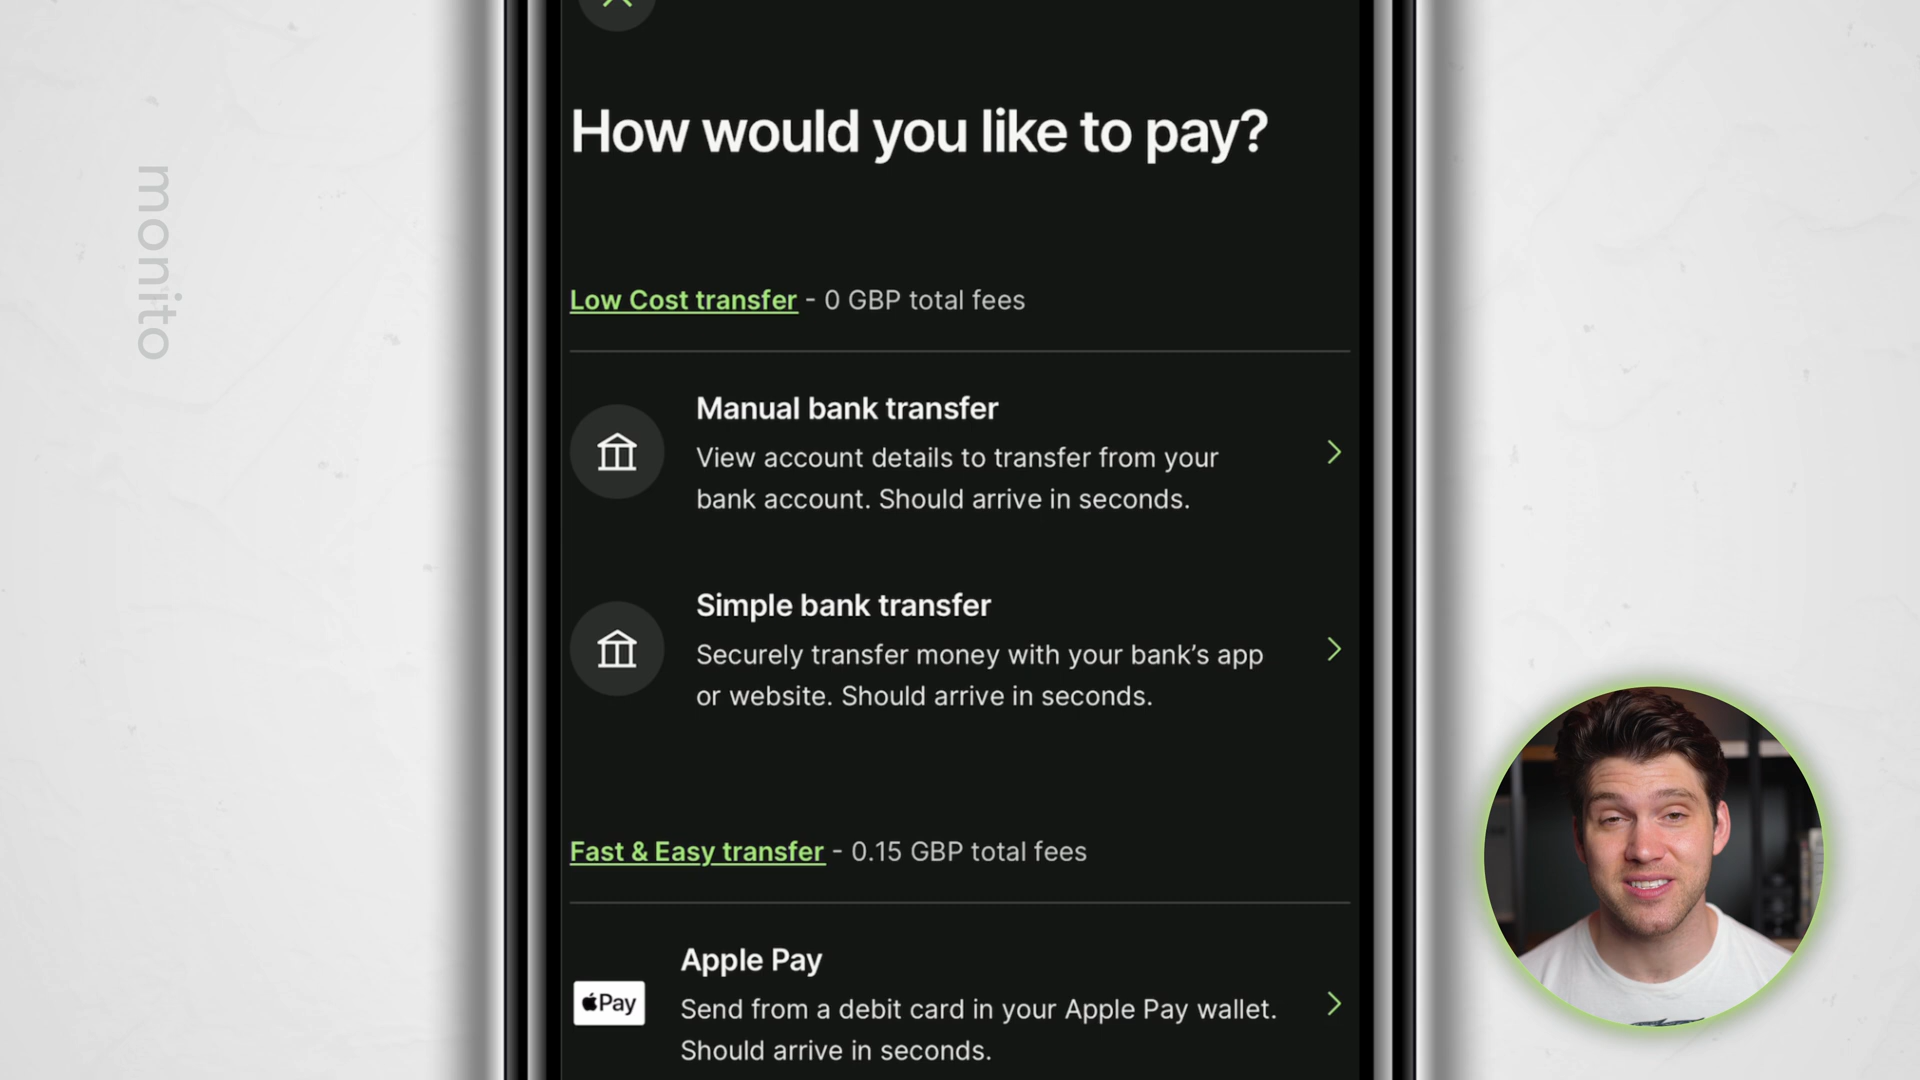 monito
How would you like to pay?
Low Cost transfer - 0 GBP total fees
Manual bank transfer
View account details to transfer from your
bank account. Should arrive in seconds.
Simple bank transfer
Securely transfer money with your bank’s app
or website. Should arrive in seconds.
Fast & Easy transfer - 0.15 GBP total fees
Apple Pay
Pay
Send from a debit card in your Apple Pay wallet.
Should arrive in seconds.